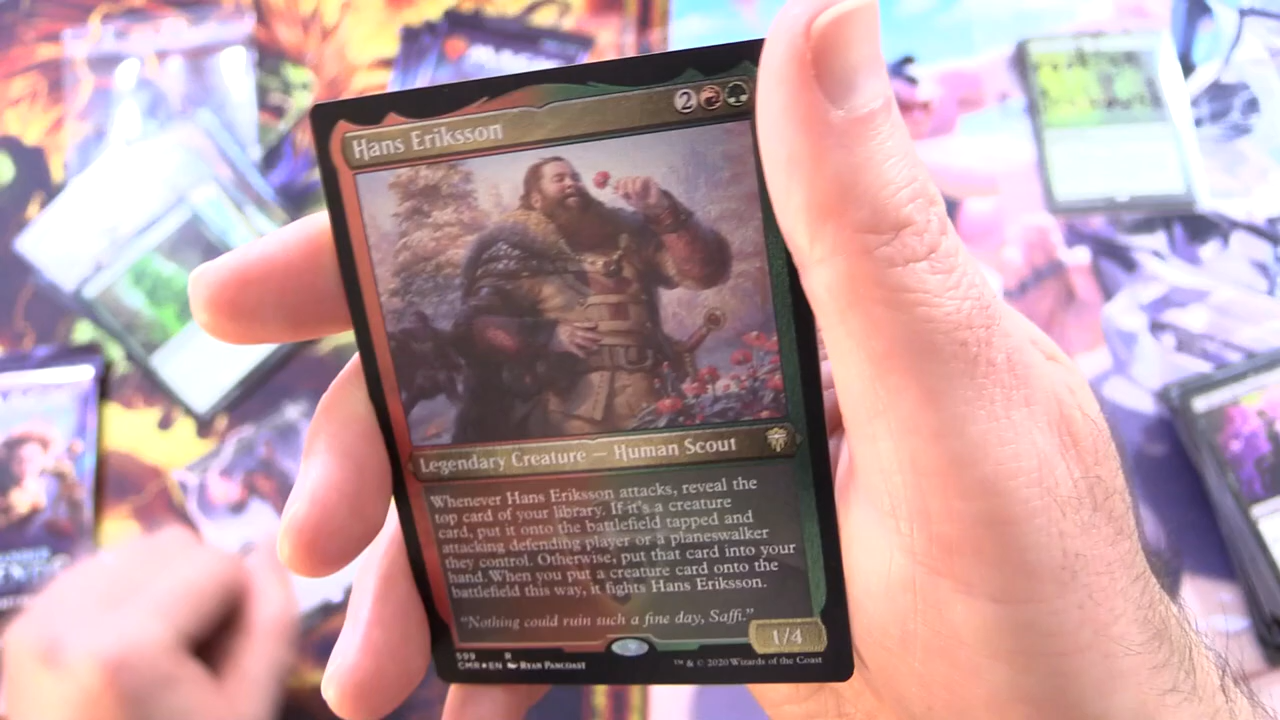 Hans Eriksson
2
Legendary Creature — Human Scout
Whenever Hans Eriksson attacks, reveal the
top card of your library. If it's a creature
card, put it onto the battlefield tapped and
attacking defending player or a planeswalker
they control. Otherwise, put that card into your
hand. When you put a creature card onto the
battlefield this way, it fights Hans Eriksson.
"Nothing could ruin such a fine day, Saffi."
1/4
599 R
CMR★EN Ryan Pancoast
™ & © 2020 Wizards of the Coast